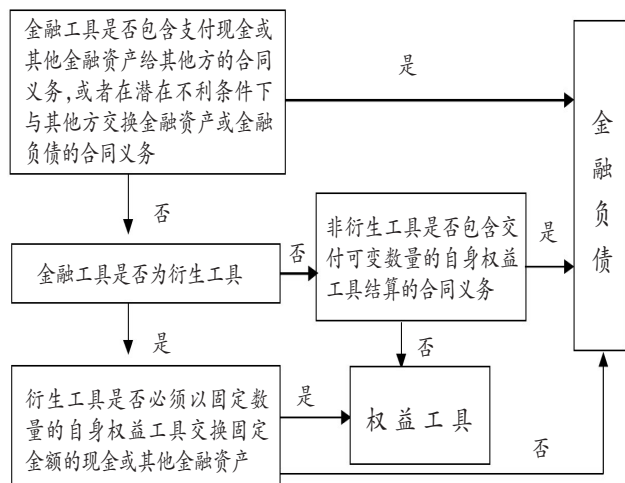 金融工具是否包含支付现金或
其他金融资产给其他方的合同
义务,或者在潜在不利条件下
与其他方交换金融资产或金融
负债的合同义务
是
金融负债
否
金融工具是否为衍生工具
否
非衍生工具是否包含交
付可变数量的自身权益
工具结算的合同义务
是
是
否
衍生工具是否必须以固定数
量的自身权益工具交换固定
金额的现金或其他金融资产
是
权益工具
否